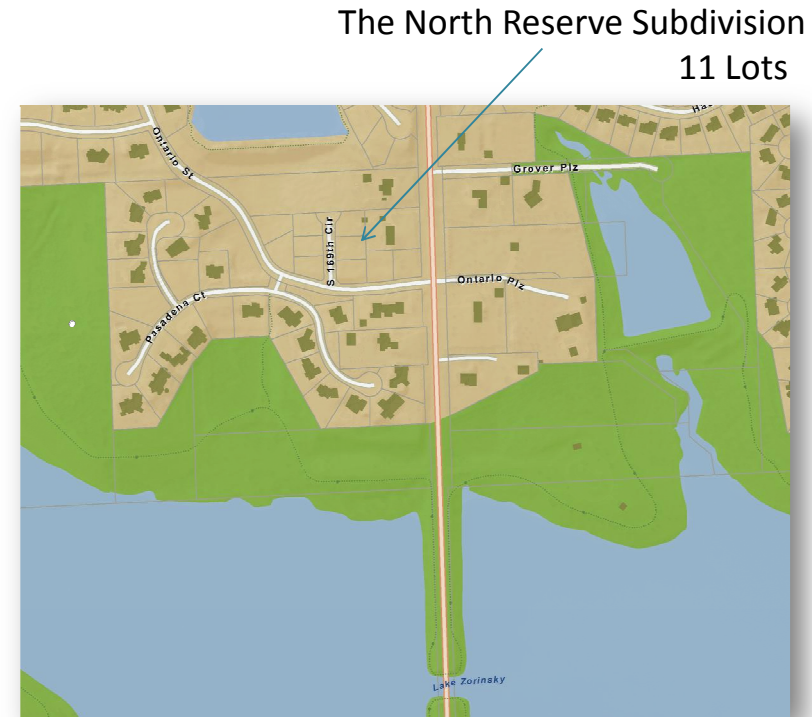 The North Reserve Subdivision
11 Lots
Ontario St
Grover Plz
S 169th Cir
Ontario Plz
Pasadena Ct
Lake Zorinsky